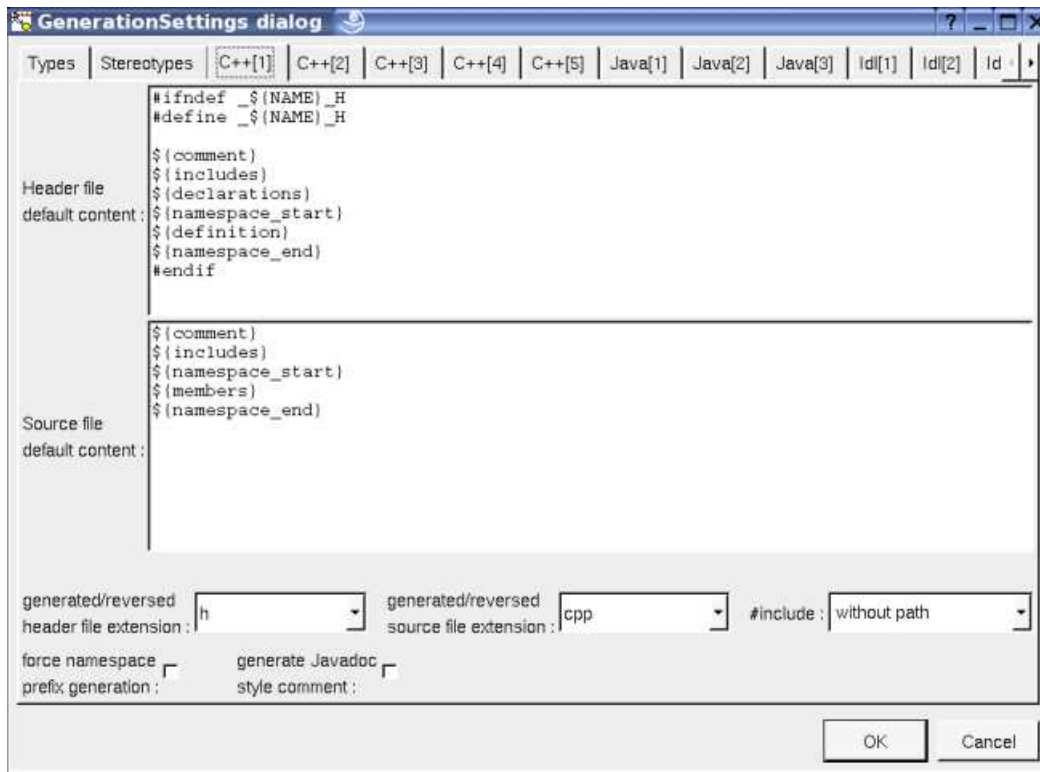 GenerationSettings dialog
?
Types Stereotypes C++[1] C++[2] C++[3] C++[4] C++[5] Java[1] Java[2] Java[3] Idl[1] Idl[2] Id
#ifndef _${NAME}_H
#define _${NAME}_H
${comment}
${includes}
Header file
${declarations}
default content :
${namespace_start}
${definition}
${namespace_end}
#endif
${comment}
${includes}
${namespace_start}
${members}
${namespace_end}
Source file
default content :
generated/reversed
header file extension : h
generated/reversed
source file extension : cpp
#include : without path
force namespace
prefix generation :
generate Javadoc
style comment :
OK Cancel